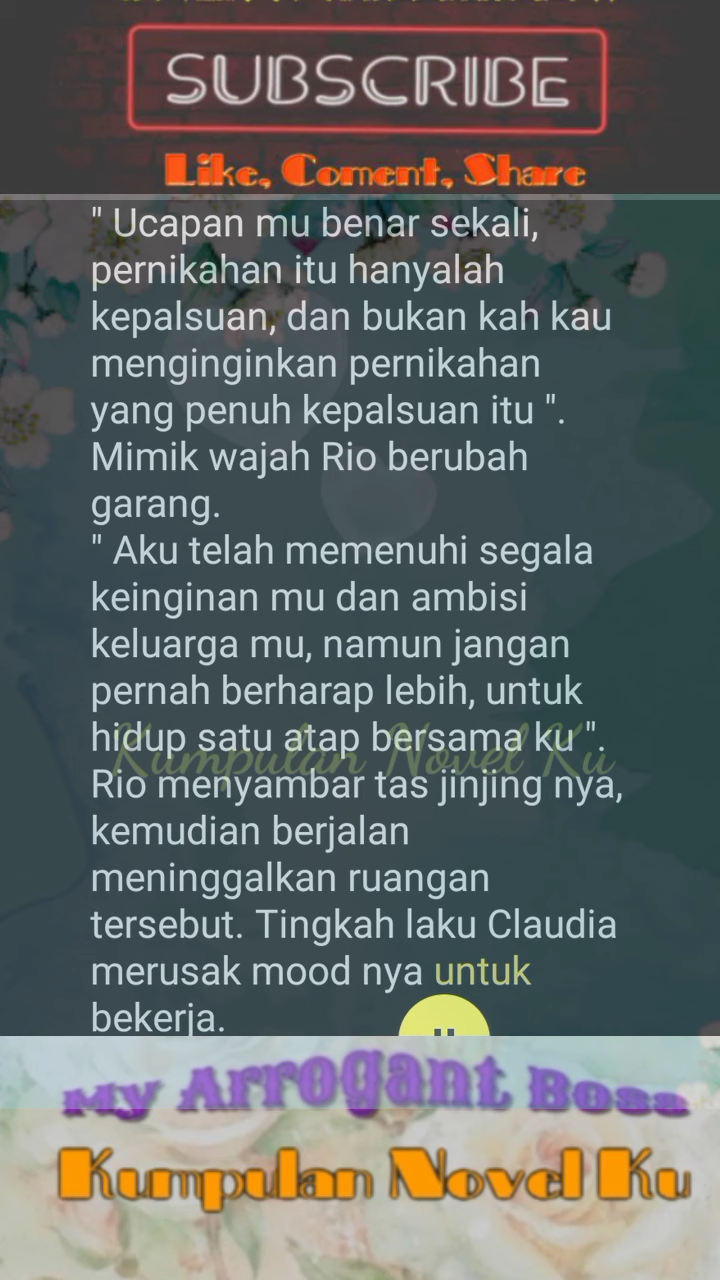 SUBSCRIBE
Like, Coment, Share
" Ucapan mu benar sekali,
pernikahan itu hanyalah
kepalsuan, dan bukan kah kau
menginginkan pernikahan
yang penuh kepalsuan itu ".
Mimik wajah Rio berubah
garang.
" Aku telah memenuhi segala
keinginan mu dan ambisi
keluarga mu, namun jangan
pernah berharap lebih, untuk
hidup satu atap bersama ku ".
Kumpulan Novel Ku
Rio menyambar tas jinjing nya,
kemudian berjalan
meninggalkan ruangan
tersebut. Tingkah laku Claudia
merusak mood nya untuk
bekerja.
My Arrogant Boss
Kumpulan Novel Ku